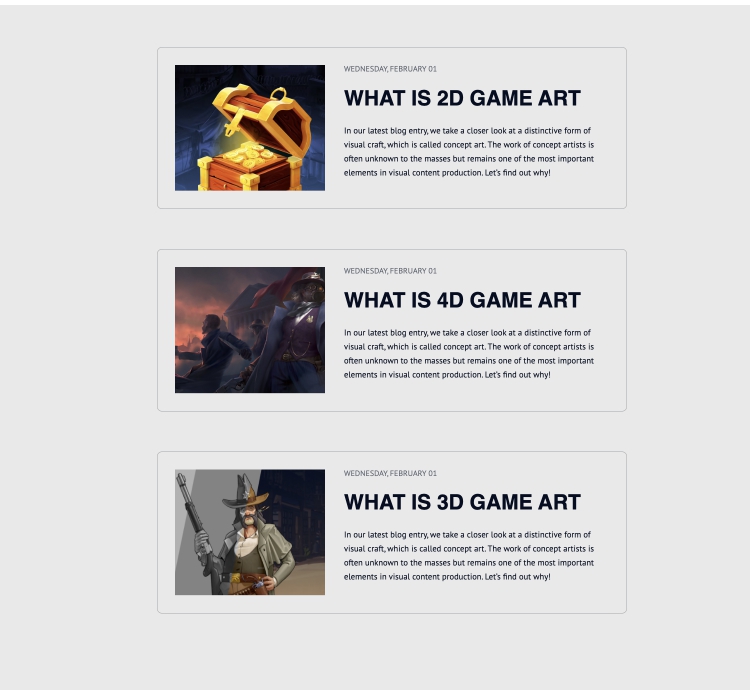 WEDNESDAY, FEBRUARY 01
WHAT IS 2D GAME ART
In our latest blog entry, we take a closer look at a distinctive form of
visual craft, which is called concept art. The work of concept artists is
often unknown to the masses but remains one of the most important
elements in visual content production. Let's find out why!
WEDNESDAY, FEBRUARY 01
WHAT IS 4D GAME ART
In our latest blog entry, we take a closer look at a distinctive form of
visual craft, which is called concept art. The work of concept artists is
often unknown to the masses but remains one of the most important
elements in visual content production. Let's find out why!
WEDNESDAY, FEBRUARY 01
WHAT IS 3D GAME ART
In our latest blog entry, we take a closer look at a distinctive form of
visual craft, which is called concept art. The work of concept artists is
often unknown to the masses but remains one of the most important
elements in visual content production. Let's find out why!